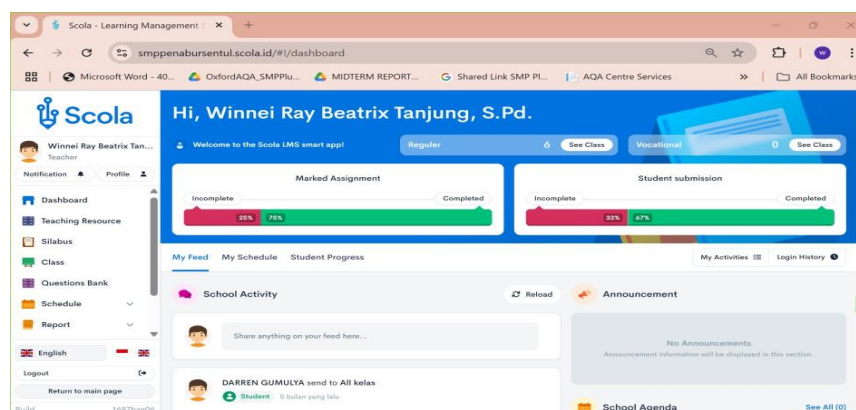 Scola - Learning Management S
smppenabursentul.scola.id/#!/dashboard
Microsoft Word - 40... OxfordAQA_SMPPlu... MIDTERM REPORT... Shared Link SMP Pl... AQA Centre Services » All Bookmarks
Scola
Winnei Ray Beatrix Tan...
Teacher
Notification Profile
Dashboard
Teaching Resource
Silabus
Class
Questions Bank
Schedule
Report
English
Logout
Return to main page
Build
Hi, Winnei Ray Beatrix Tanjung, S.Pd.
Welcome to the Scola LMS smart app! Reguler 6 See Class Vocational 0 See Class
Marked Assignment
Incomplete Completed
25% 75%
Student submission
Incomplete Completed
33% 67%
My Feed My Schedule Student Progress My Activities Login History
School Activity Reload
Share anything on your feed here...
DARREN GUMULYA send to All kelas
Student 5 bulan yang lalu
Announcement
No Announcements
Announcement information will be displayed in this section.
School Agenda See All (0)